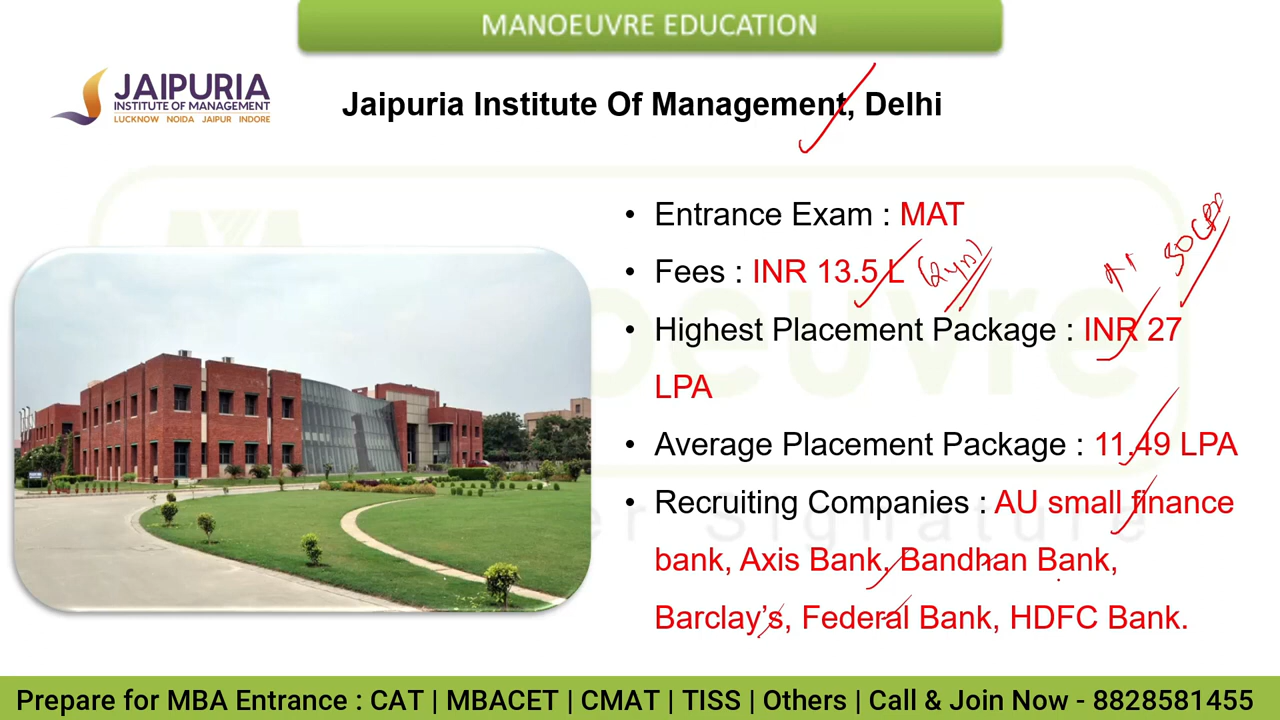 MANOEUVRE EDUCATION
JAIPURIA
INSTITUTE OF MANAGEMENT
LUCKNOW NOIDA JAIPUR INDORE
Jaipuria Institute Of Management, Delhi
• Entrance Exam : MAT
• Fees : INR 13.5 L (2yrs)
• Highest Placement Package : INR 27
LPA
• Average Placement Package : 11.49 LPA
• Recruiting Companies : AU small finance
bank, Axis Bank, Bandhan Bank,
Barclay's, Federal Bank, HDFC Bank.
Prepare for MBA Entrance : CAT | MBACET | CMAT | TISS | Others | Call & Join Now - 8828581455